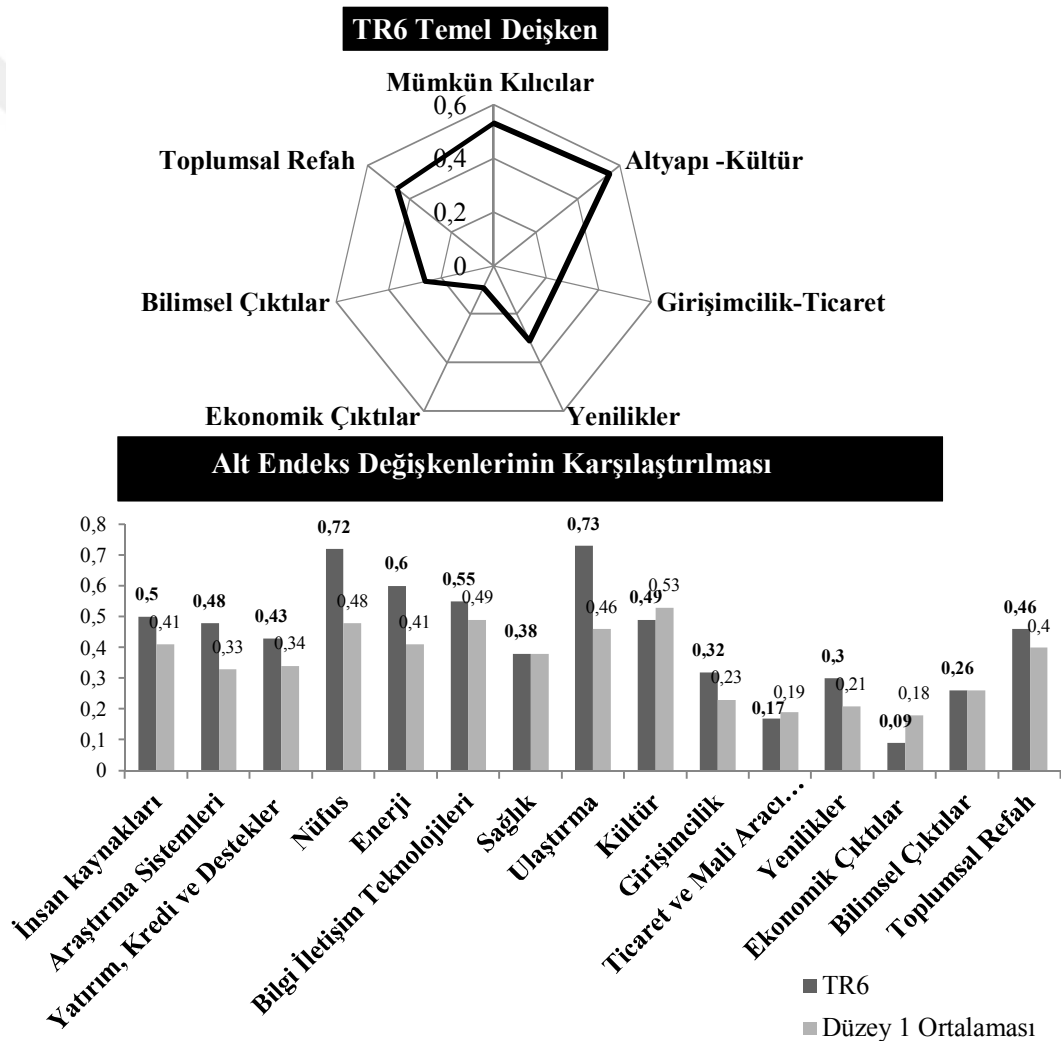 TR6 Temel Deişken
Mümkün Kılıcılar
0,6
Toplumsal Refah
0,4
Altyapı -Kültür
0,2
0
Bilimsel Çıktılar
Girişimcilik-Ticaret
Ekonomik Çıktılar
Yenilikler
Alt Endeks Değişkenlerinin Karşılaştırılması
0,8
0,7
0,6
0,5
0,4
0,3
0,2
0,1
0
0,5
0,41
0,48
0,33
0,43
0,34
0,72
0,48
0,6
0,41
0,55
0,49
0,38
0,73
0,46
0,49
0,53
0,32
0,23
0,17
0,19
0,3
0,21
0,09
0,18
0,26
0,46
0,4
İnsan kaynakları
Araştırma Sistemleri
Yatırım, Kredi ve Destekler
Nüfus
Enerji
Bilgi İletişim Teknolojileri
Sağlık
Ulaştırma
Kültür
Girişimcilik
Ticaret ve Mali Aracı…
Yenilikler
Ekonomik Çıktılar
Bilimsel Çıktılar
Toplumsal Refah
TR6
Düzey 1 Ortalaması